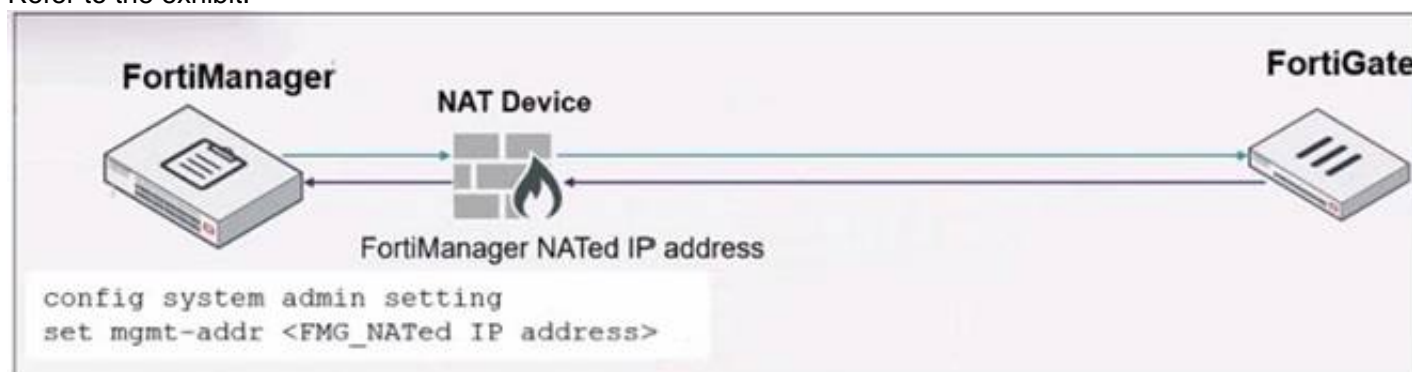 Refer to the exhibit.
FortiManager
FortiGate
NAT Device
FortiManager NATed IP address
config system admin setting
set mgmt-addr <FMG_NATed IP address>